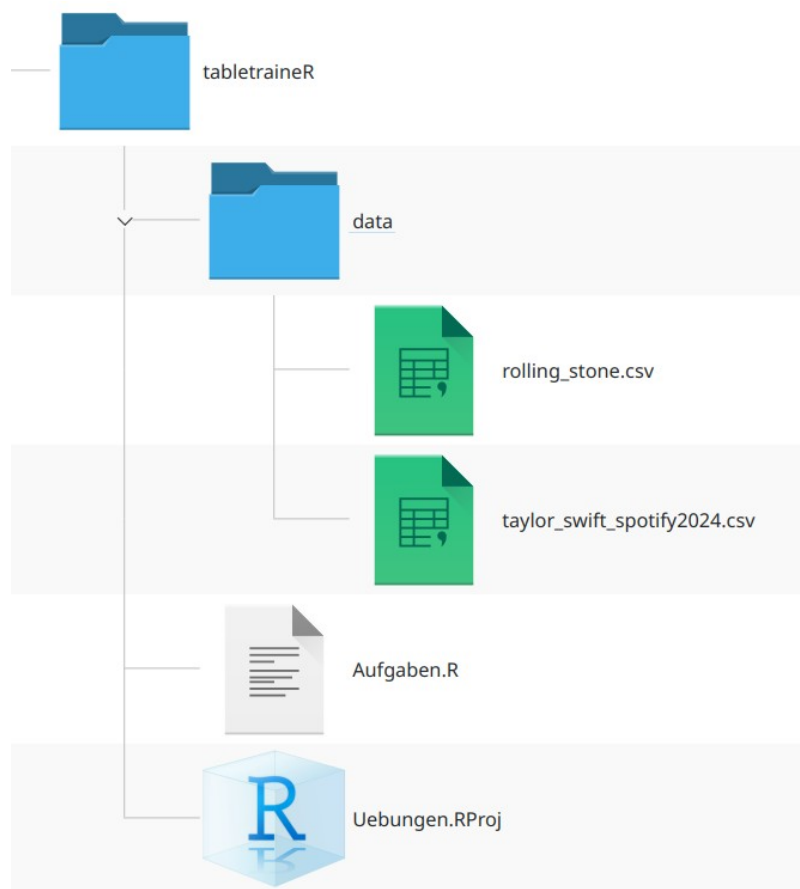 tabletraineR
data
rolling_stone.csv
taylor_swift_spotify2024.csv
Aufgaben.R
R
Uebungen.RProj